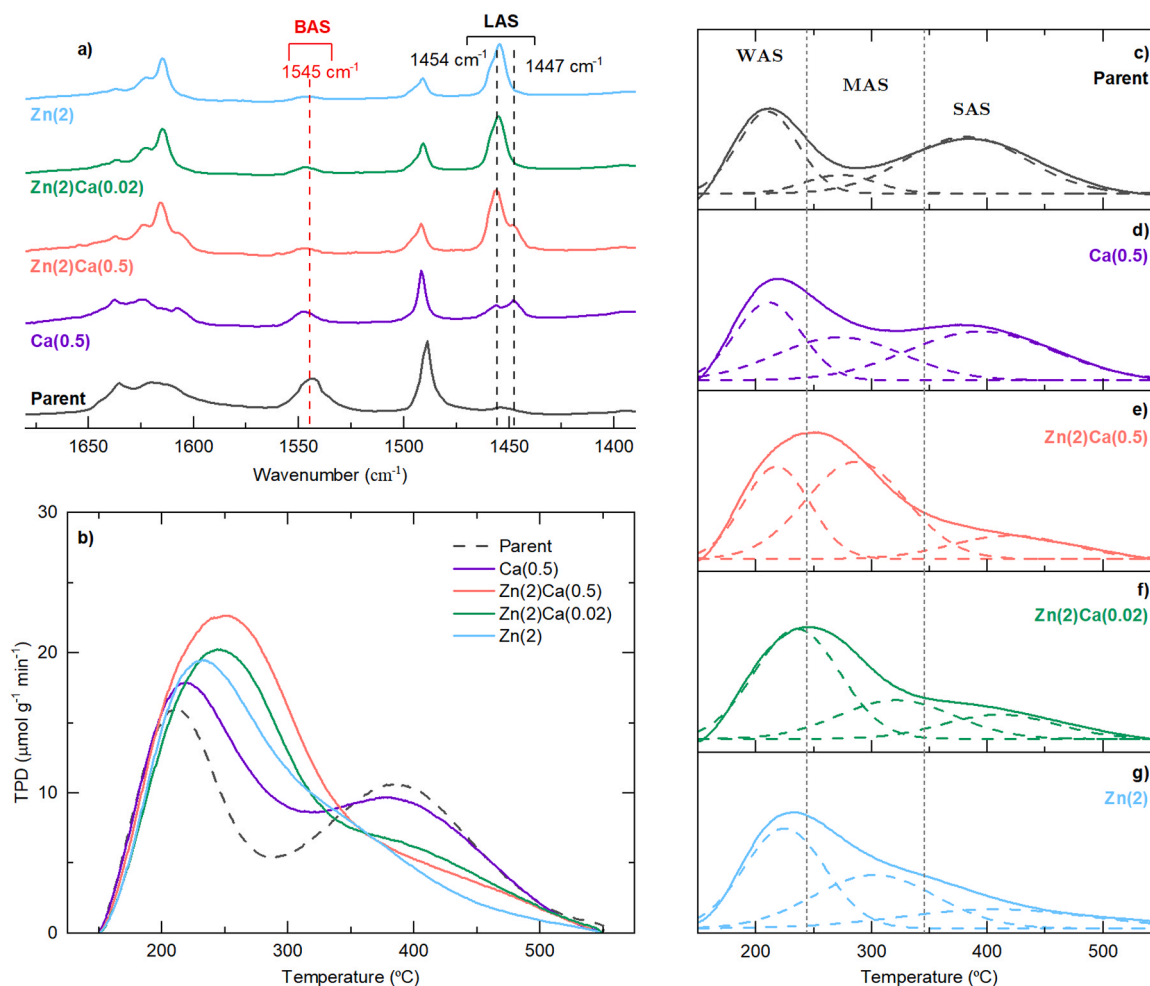 a)
BAS
LAS
1545 cm-1
1454 cm-1
1447 cm-1
Zn(2)
Zn(2)Ca(0.02)
Zn(2)Ca(0.5)
Ca(0.5)
Parent
1650 1600 1550 1500 1450 1400
Wavenumber (cm-1)
b)
Parent
Ca(0.5)
Zn(2)Ca(0.5)
Zn(2)Ca(0.02)
Zn(2)
30
20
10
0
TPD (µmol g-1 min-1)
200 300 400 500
Temperature (ºC)
c)
Parent
WAS
MAS
SAS
d)
Ca(0.5)
e)
Zn(2)Ca(0.5)
f)
Zn(2)Ca(0.02)
g)
Zn(2)
200 300 400 500
Temperature (ºC)